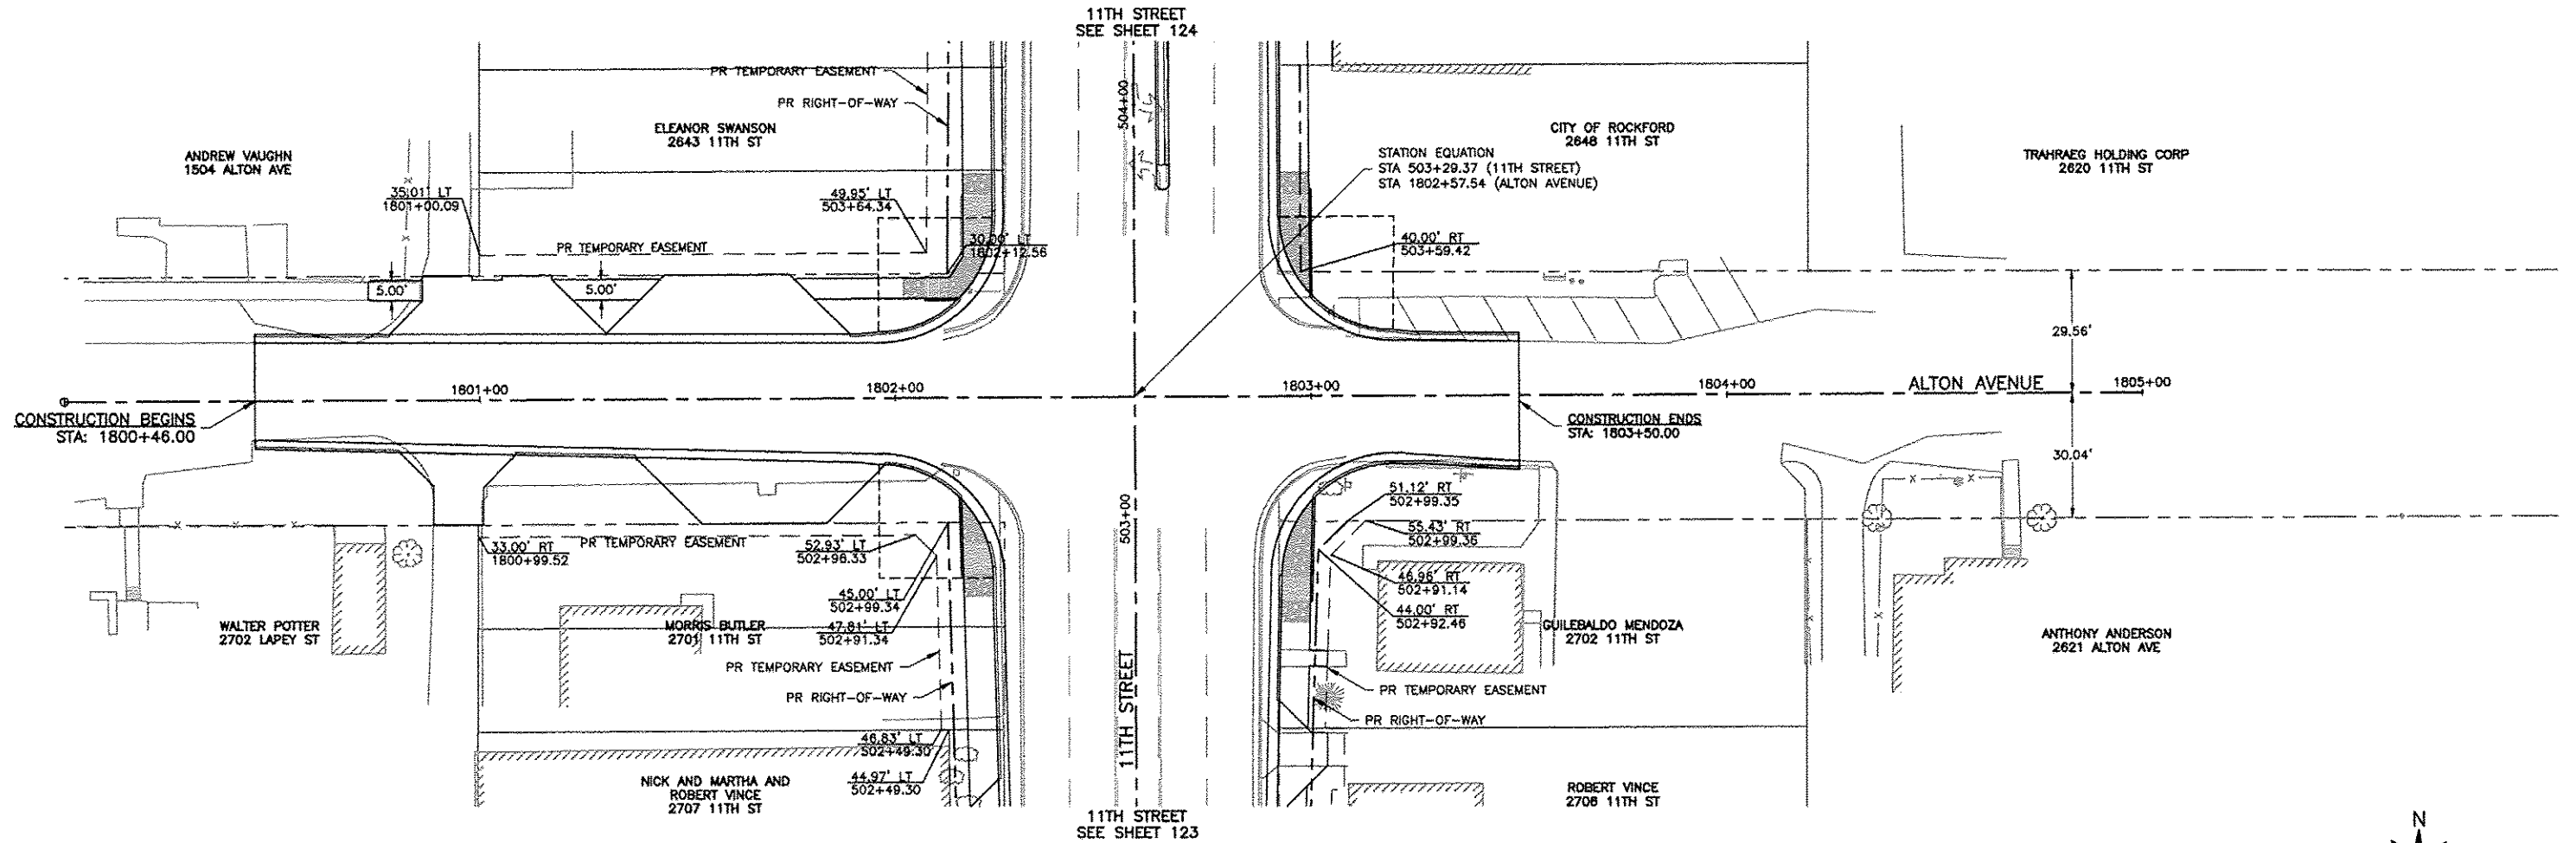 11TH STREET
SEE SHEET 124
PR TEMPORARY EASEMENT
PR RIGHT-OF-WAY
504+00
ELEANOR SWANSON
2643 11TH ST
CITY OF ROCKFORD
2648 11TH ST
ANDREW VAUGHN
1504 ALTON AVE
STATION EQUATION
STA 503+29.37 (11TH STREET)
STA 1802+57.54 (ALTON AVENUE)
TRAHRAEG HOLDING CORP
2620 11TH ST
35.01' LT
1801+00.09
49.95' LT
503+64.34
PR TEMPORARY EASEMENT
30.00' LT
1802+12.56
40.00' RT
503+59.42
5.00'
5.00'
29.56'
1801+00
1802+00
1803+00
1804+00
ALTON AVENUE
1805+00
CONSTRUCTION BEGINS
STA: 1800+46.00
CONSTRUCTION ENDS
STA: 1803+50.00
30.04'
51.12' RT
502+99.35
503+00
55.43' RT
502+99.36
33.00' RT
1800+99.52
PR TEMPORARY EASEMENT
52.93' LT
502+96.33
46.96' RT
502+91.14
45.00' LT
502+99.34
44.00' RT
502+92.46
WALTER POTTER
2702 LAPEY ST
MORRIS BUTLER
2701 11TH ST
47.81' LT
502+91.34
GUILEBALDO MENDOZA
2702 11TH ST
ANTHONY ANDERSON
2621 ALTON AVE
PR TEMPORARY EASEMENT
PR RIGHT-OF-WAY
11TH STREET
PR TEMPORARY EASEMENT
PR RIGHT-OF-WAY
46.83' LT
502+49.30
44.97' LT
502+49.30
NICK AND MARTHA AND
ROBERT VINCE
2707 11TH ST
ROBERT VINCE
2706 11TH ST
11TH STREET
SEE SHEET 123
N